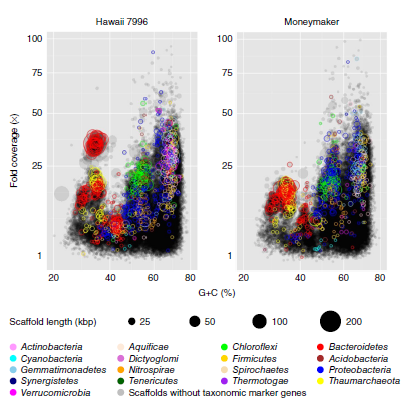 Hawaii 7996 Moneymaker
100 100
75 75
50 50
25 25
1 1
Fold coverage (×)
20 40 60 80 20 40 60 80
G+C (%)
Scaffold length (kbp) 25 50 100 200
Actinobacteria Aquificae Chloroflexi Bacteroidetes
Cyanobacteria Dictyoglomi Firmicutes Acidobacteria
Gemmatimonadetes Nitrospirae Spirochaetes Proteobacteria
Synergistetes Tenericutes Thermotogae Thaumarchaeota
Verrucomicrobia Scaffolds without taxonomic marker genes